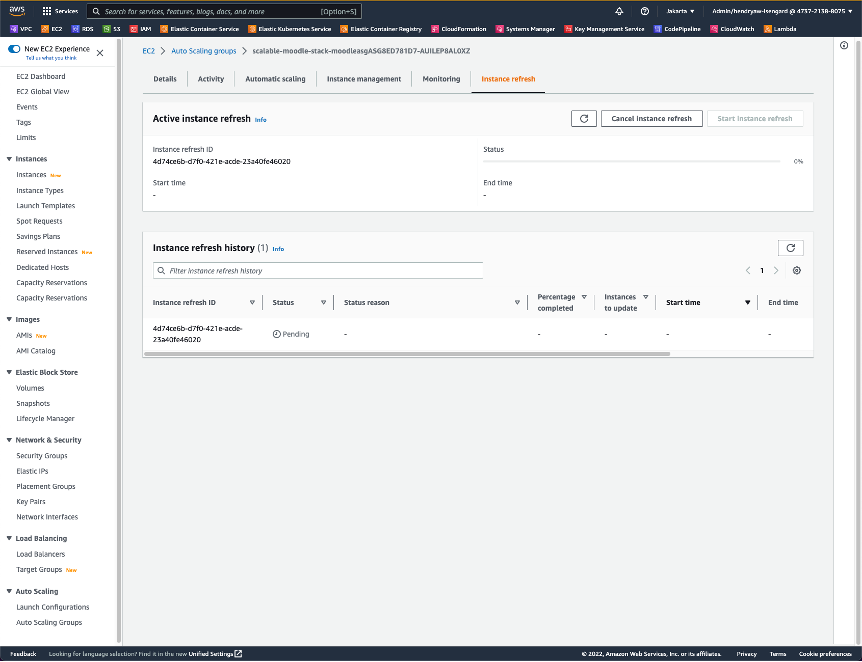 aws
Services
Search for services, features, blogs, docs, and more
[Option+S]
Jakarta ▼
Admin/hendryaw-Isengard @ 4737-2138-8075 ▼
VPC
EC2
RDS
S3
IAM
Elastic Container Service
Elastic Kubernetes Service
Elastic Container Registry
CloudFormation
Systems Manager
Key Management Service
CodePipeline
CloudWatch
Lambda
New EC2 Experience
Tell us what you think
EC2 Dashboard
EC2 Global View
Events
Tags
Limits
Instances
Instances New
Instance Types
Launch Templates
Spot Requests
Savings Plans
Reserved Instances New
Dedicated Hosts
Capacity Reservations
Capacity Reservations
Images
AMIs New
AMI Catalog
Elastic Block Store
Volumes
Snapshots
Lifecycle Manager
Network & Security
Security Groups
Elastic IPs
Placement Groups
Key Pairs
Network Interfaces
Load Balancing
Load Balancers
Target Groups New
Auto Scaling
Launch Configurations
Auto Scaling Groups
EC2 > Auto Scaling groups > scalable-moodle-stack-moodleasgASG8ED781D7-AUILEP8AL0XZ
Details
Activity
Automatic scaling
Instance management
Monitoring
Instance refresh
Active instance refresh Info
Cancel instance refresh
Start instance refresh
Instance refresh ID
4d74ce6b-d7f0-421e-acde-23a40fe46020
Status
0%
Start time
-
End time
-
Instance refresh history (1) Info
Filter instance refresh history
1
Instance refresh ID
Status
Status reason
Percentage
completed
Instances
to update
Start time
End time
4d74ce6b-d7f0-421e-acde-
23a40fe46020
Pending
-
-
-
-
-
Feedback
Looking for language selection? Find it in the new Unified Settings
© 2022, Amazon Web Services, Inc. or its affiliates.
Privacy
Terms
Cookie preferences